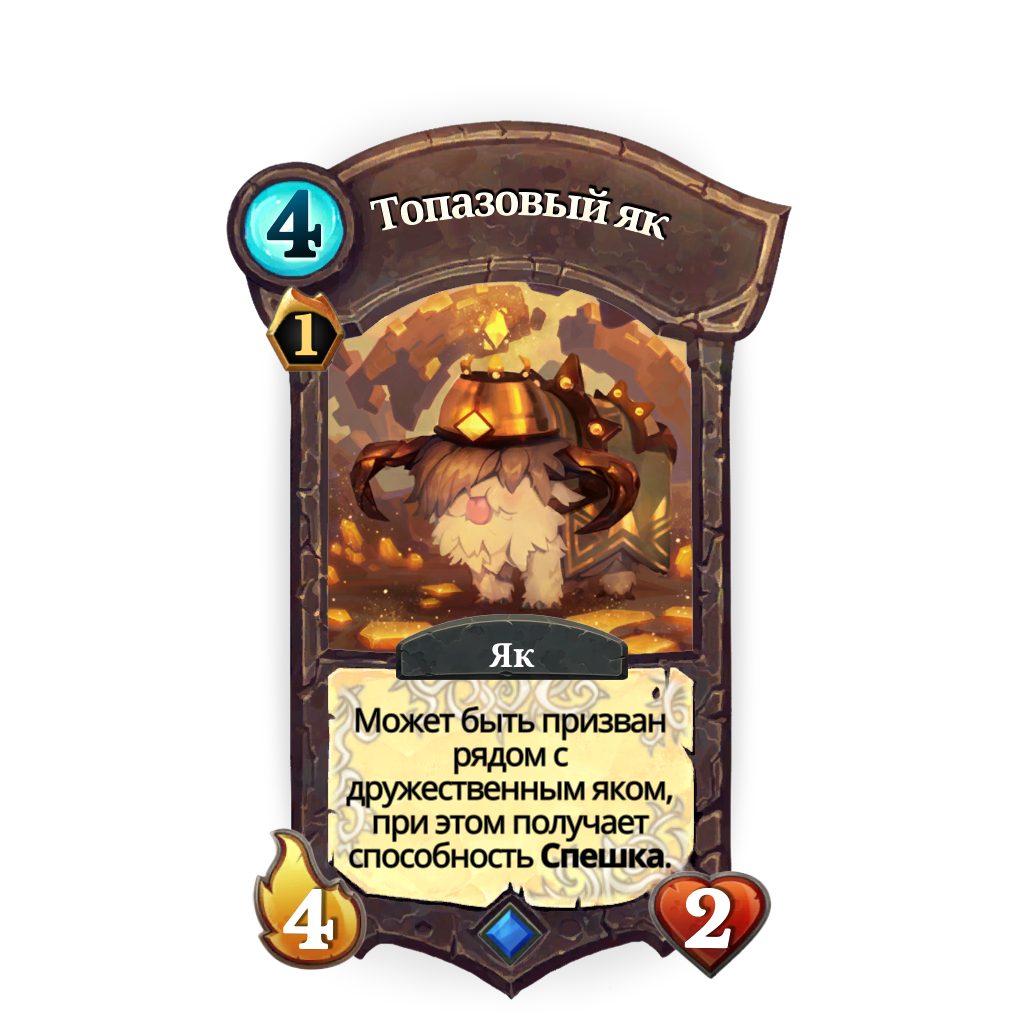 4
Топазовый як
1
Як
Может быть призван
рядом с
дружественным яком,
при этом получает
способность Спешка.
4
2